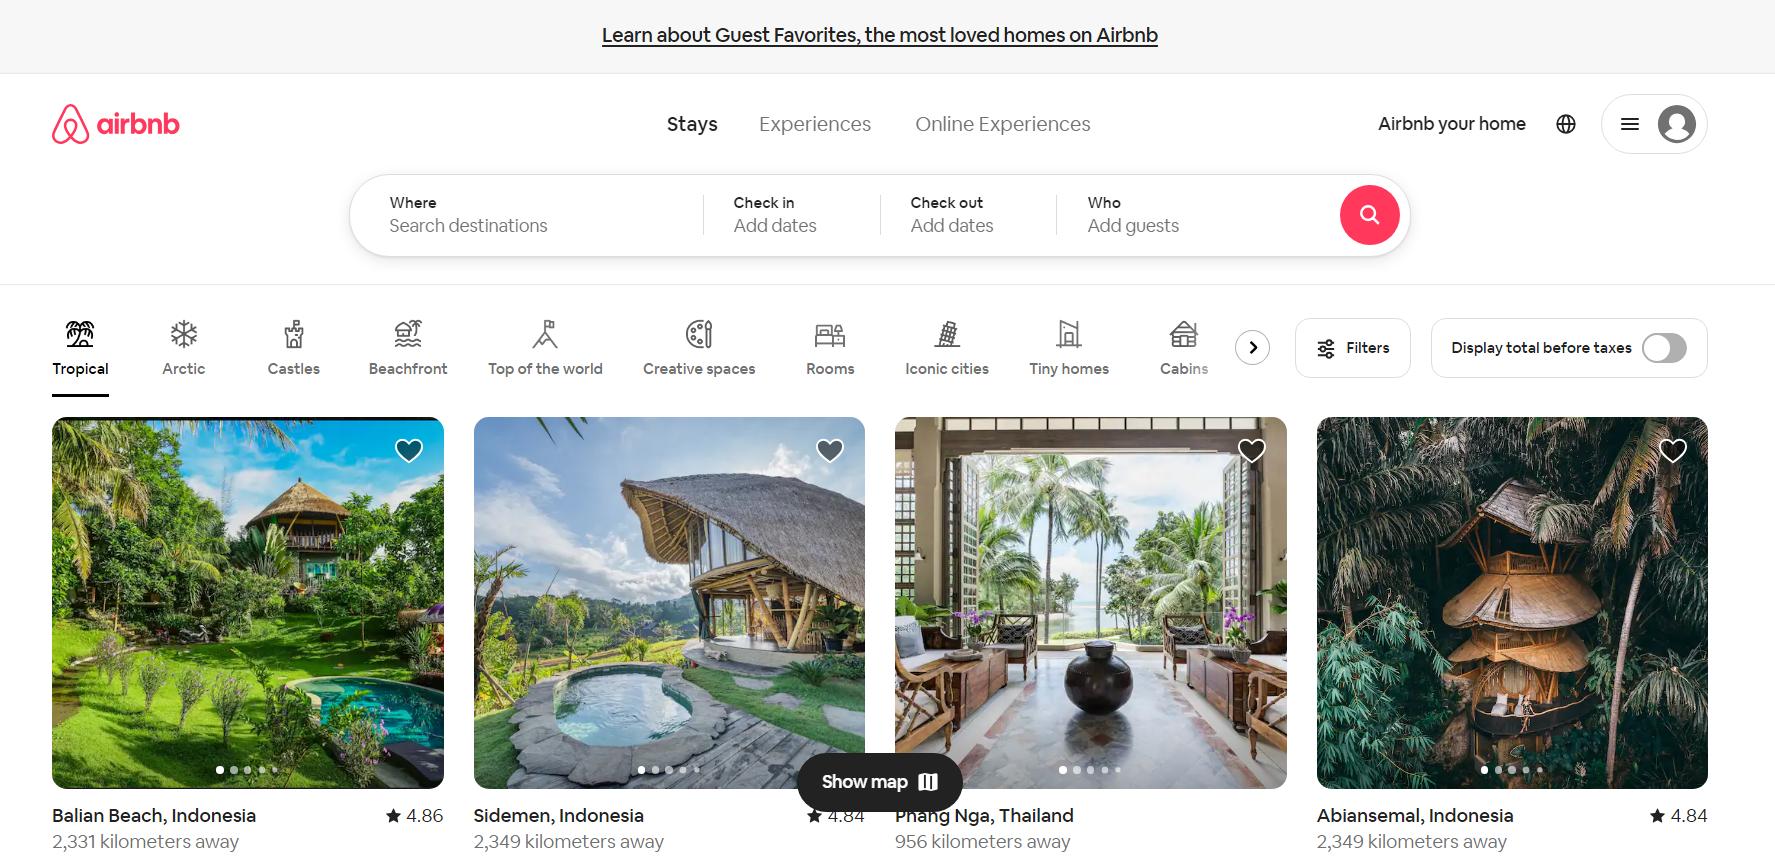 Learn about Guest Favorites, the most loved homes on Airbnb
airbnb
Stays Experiences Online Experiences
Airbnb your home
Where
Search destinations
Check in
Add dates
Check out
Add dates
Who
Add guests
Tropical
Arctic
Castles
Beachfront
Top of the world
Creative spaces
Rooms
Iconic cities
Tiny homes
Cabins
Filters
Display total before taxes
Show map
Balian Beach, Indonesia 4.86
2,331 kilometers away
Sidemen, Indonesia 4.84
2,349 kilometers away
Phang Nga, Thailand
956 kilometers away
Abiansemal, Indonesia 4.84
2,349 kilometers away